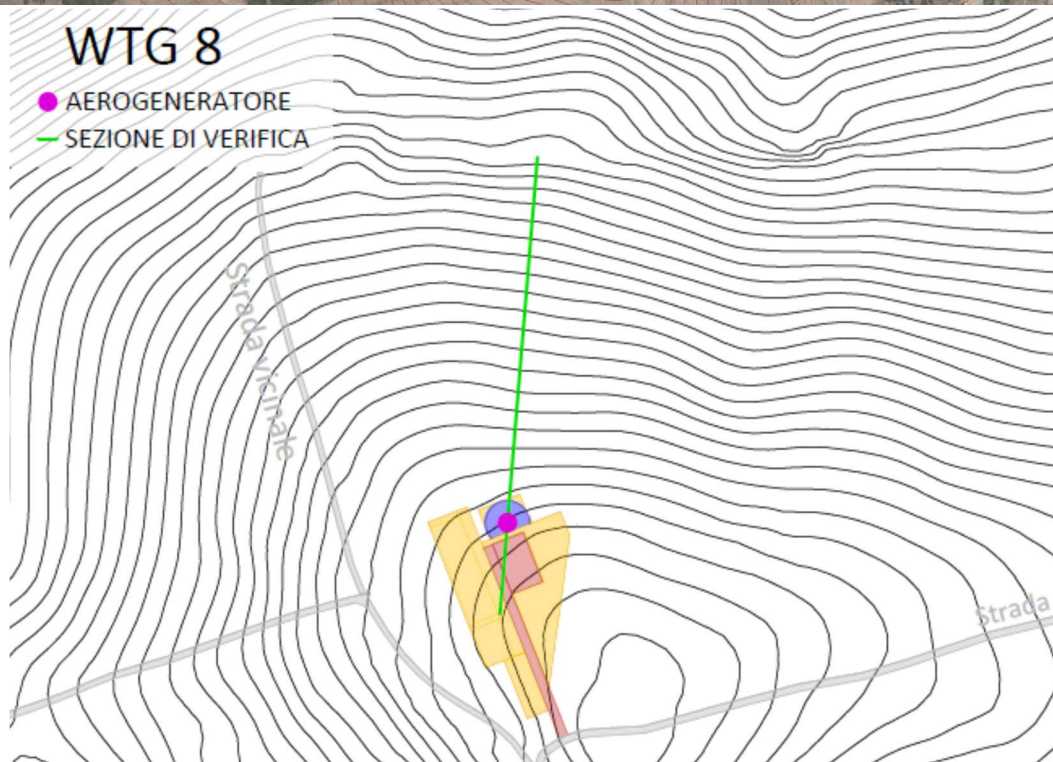 WTG 8
AEROGENERATORE
SEZIONE DI VERIFICA
Strada vicinale
Strada